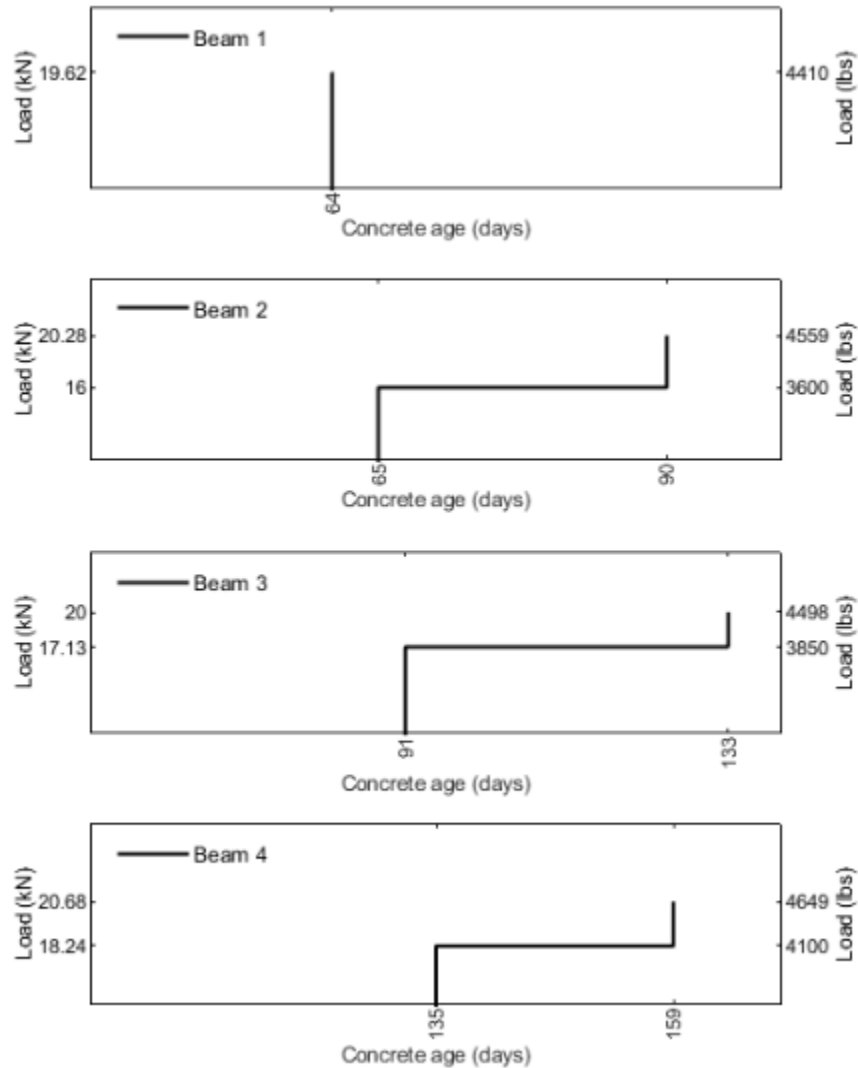 Beam 1
Load (kN)
19.62
4410
Load (lbs)
64
Concrete age (days)
Beam 2
Load (kN)
20.28
16
4559
3600
Load (lbs)
65
90
Concrete age (days)
Beam 3
Load (kN)
20
17.13
4498
3850
Load (lbs)
91
133
Concrete age (days)
Beam 4
Load (kN)
20.68
18.24
4649
4100
Load (lbs)
135
159
Concrete age (days)